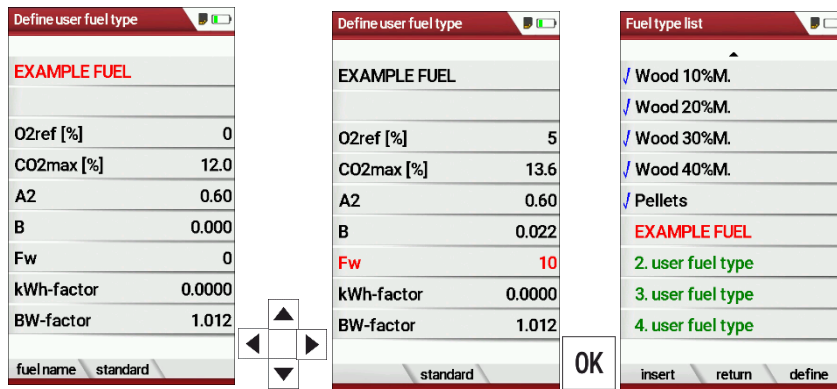 Define user fuel type
EXAMPLE FUEL
O2ref [%] 0
CO2max [%] 12.0
A2 0.60
B 0.000
Fw 0
kWh-factor 0.0000
BW-factor 1.012
fuel name standard
Define user fuel type
EXAMPLE FUEL
O2ref [%] 5
CO2max [%] 13.6
A2 0.60
B 0.022
Fw 10
kWh-factor 0.0000
BW-factor 1.012
standard
OK
Fuel type list
Wood 10%M.
Wood 20%M.
Wood 30%M.
Wood 40%M.
Pellets
EXAMPLE FUEL
2. user fuel type
3. user fuel type
4. user fuel type
insert return define